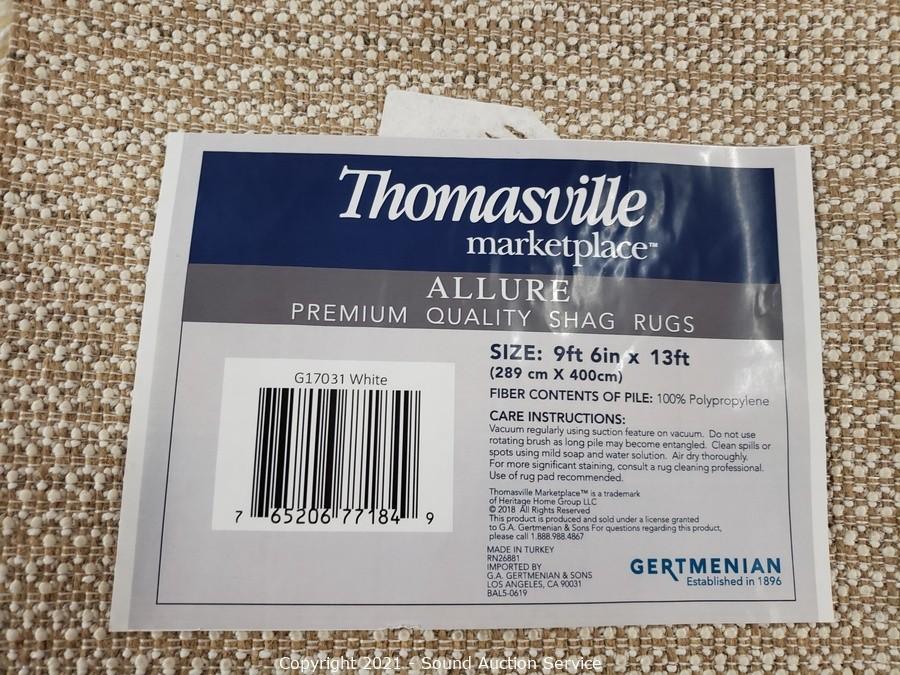 Thomasville
marketplace™
ALLURE
PREMIUM QUALITY SHAG RUGS
G17031 White
7 65206 77184 9
SIZE: 9ft 6in x 13ft
(289 cm X 400cm)
FIBER CONTENTS OF PILE: 100% Polypropylene
CARE INSTRUCTIONS:
Vacuum regularly using suction feature on vacuum. Do not use
rotating brush as long pile may become entangled. Clean spills or
spots using mild soap and water solution. Air dry thoroughly.
For more significant staining, consult a rug cleaning professional.
Use of rug pad recommended.
Thomasville Marketplace™ is a trademark
of Heritage Home Group LLC
© 2018 All Rights Reserved
This product is produced and sold under a license granted
to G.A. Gertmenian & Sons For questions regarding this product,
please call 1.888.988.4867
MADE IN TURKEY
RN26881
IMPORTED BY
G.A. GERTMENIAN & SONS
LOS ANGELES, CA 90031
BAL5-0619
GERTMENIAN
Established in 1896
Copyright 2021 - Sound Auction Service